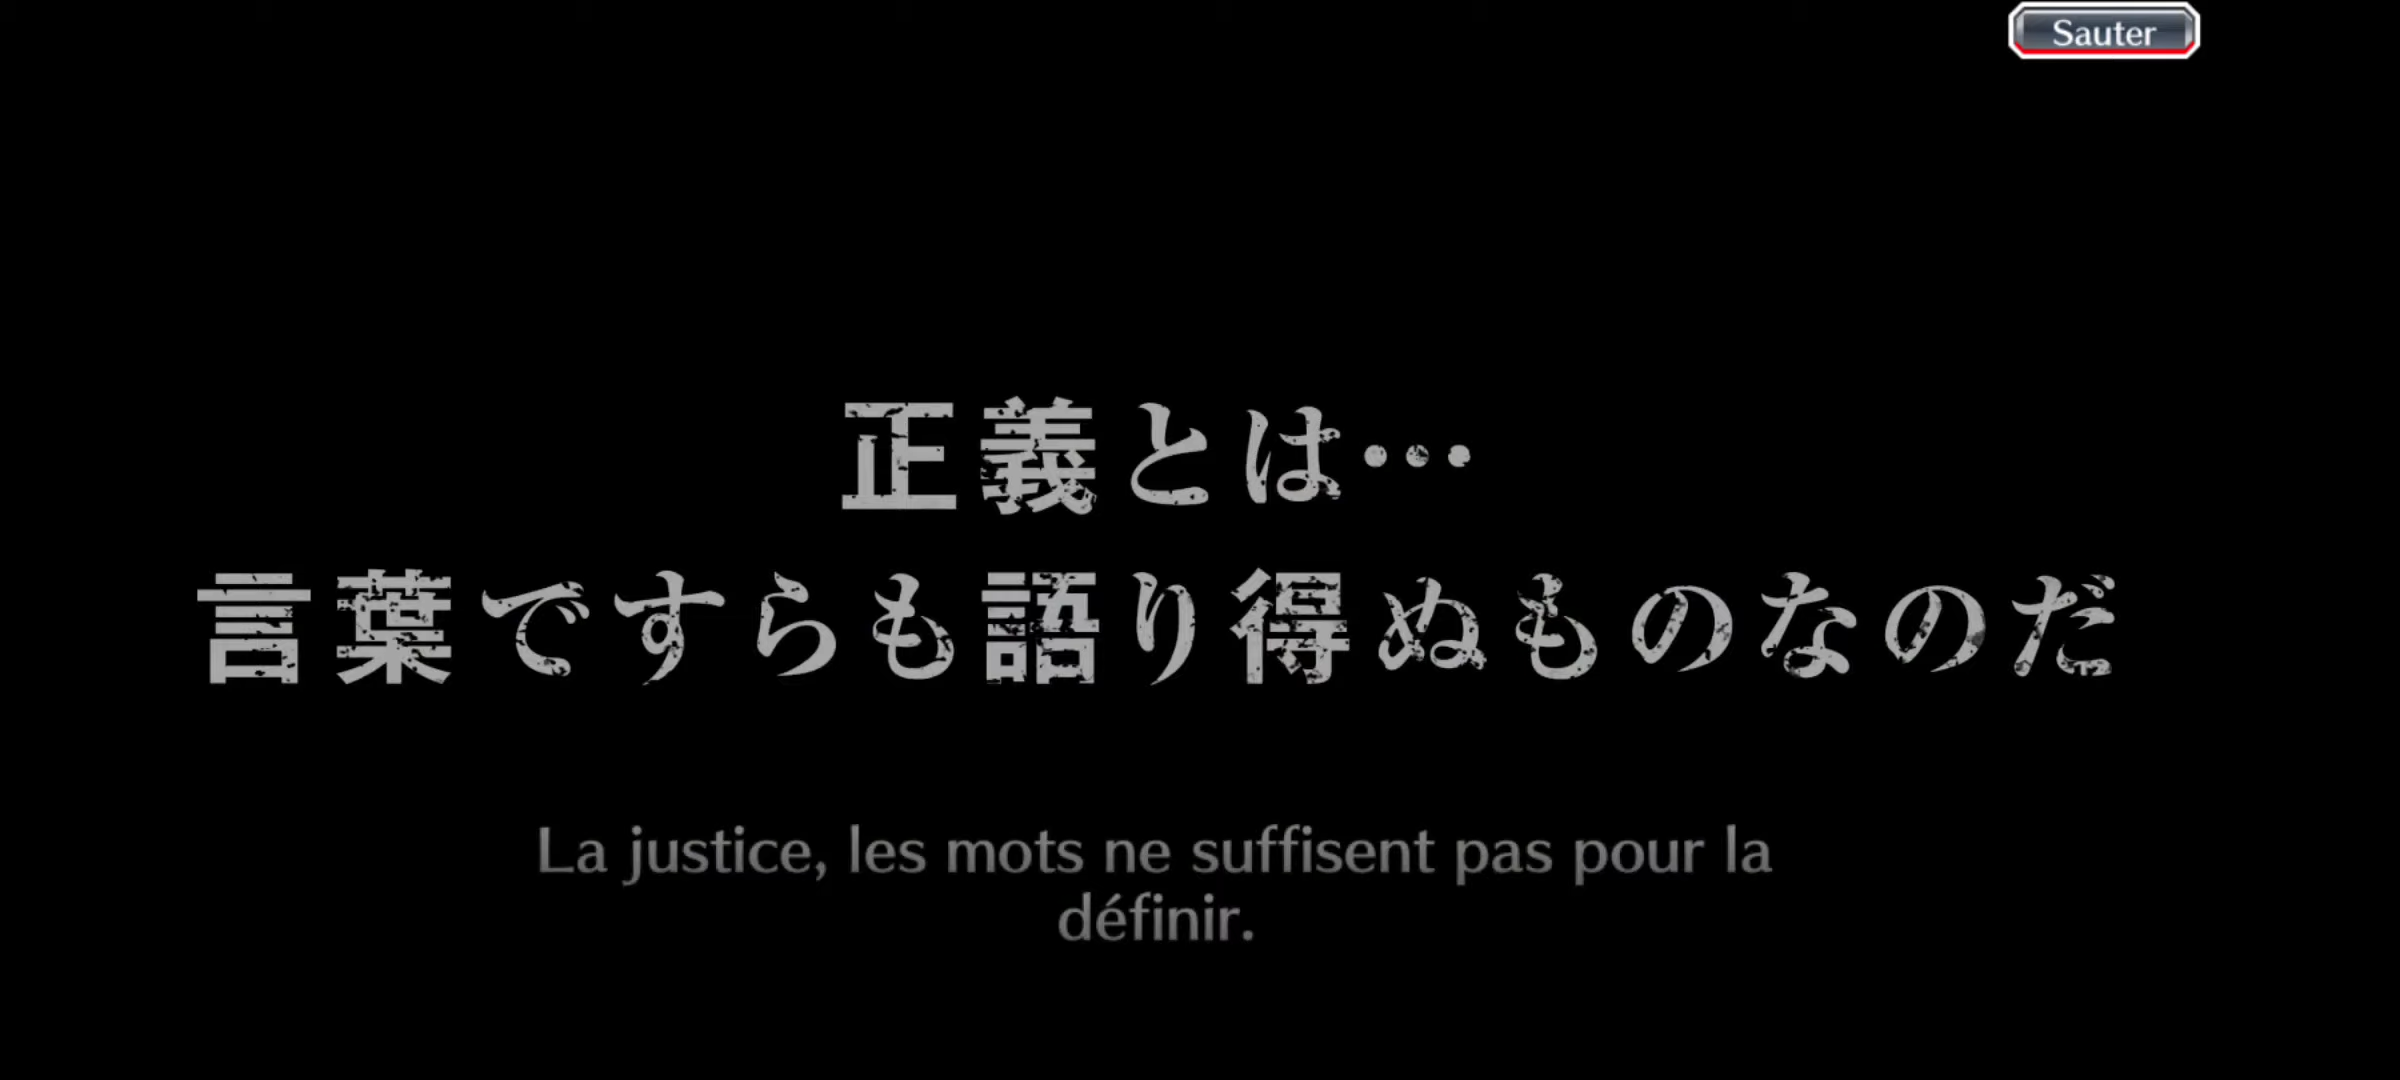 Sauter
正義とは…
言葉ですらも語り得ぬものなのだ
La justice, les mots ne suffisent pas pour la
définir.